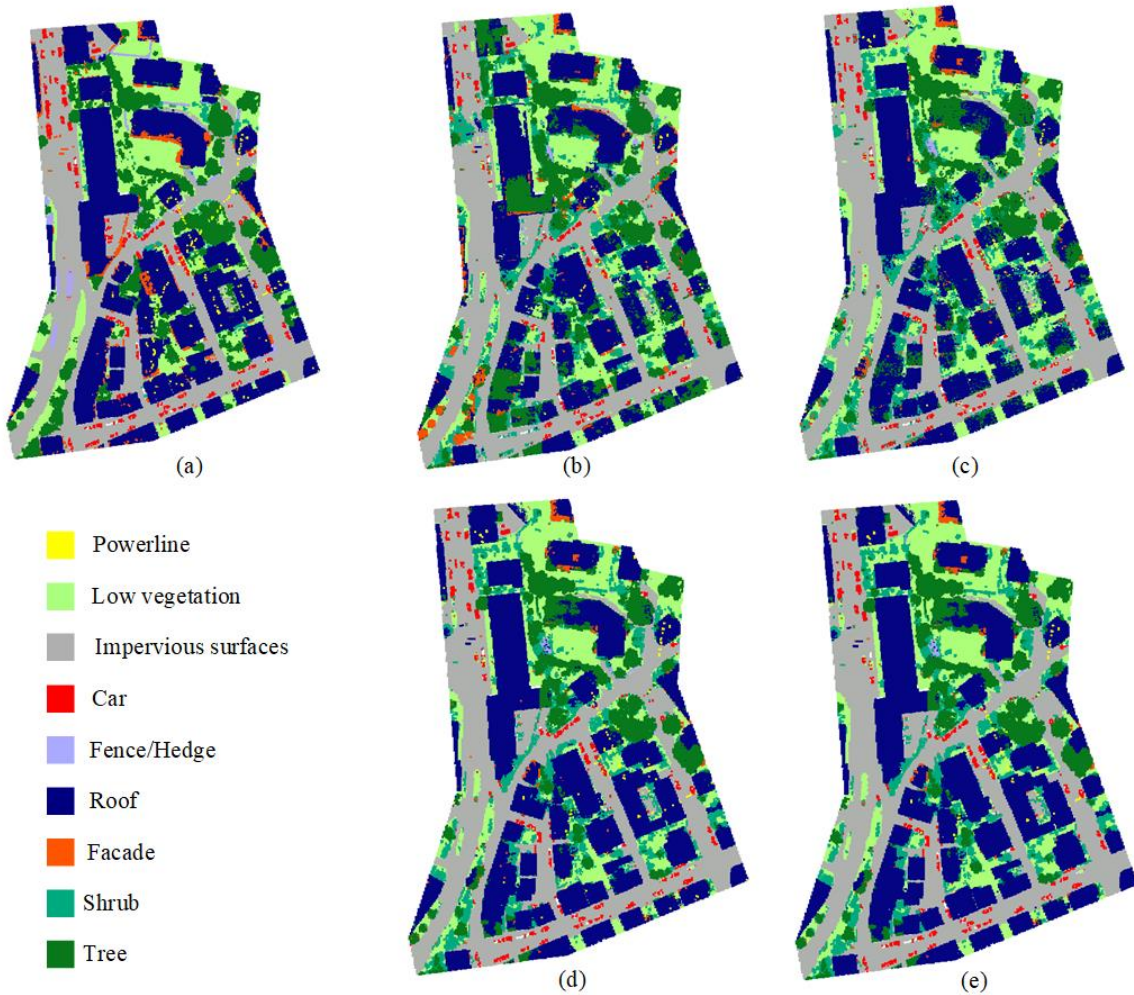 (a)
(b)
(c)
Powerline
Low vegetation
Impervious surfaces
Car
Fence/Hedge
Roof
Facade
Shrub
Tree
(d)
(e)